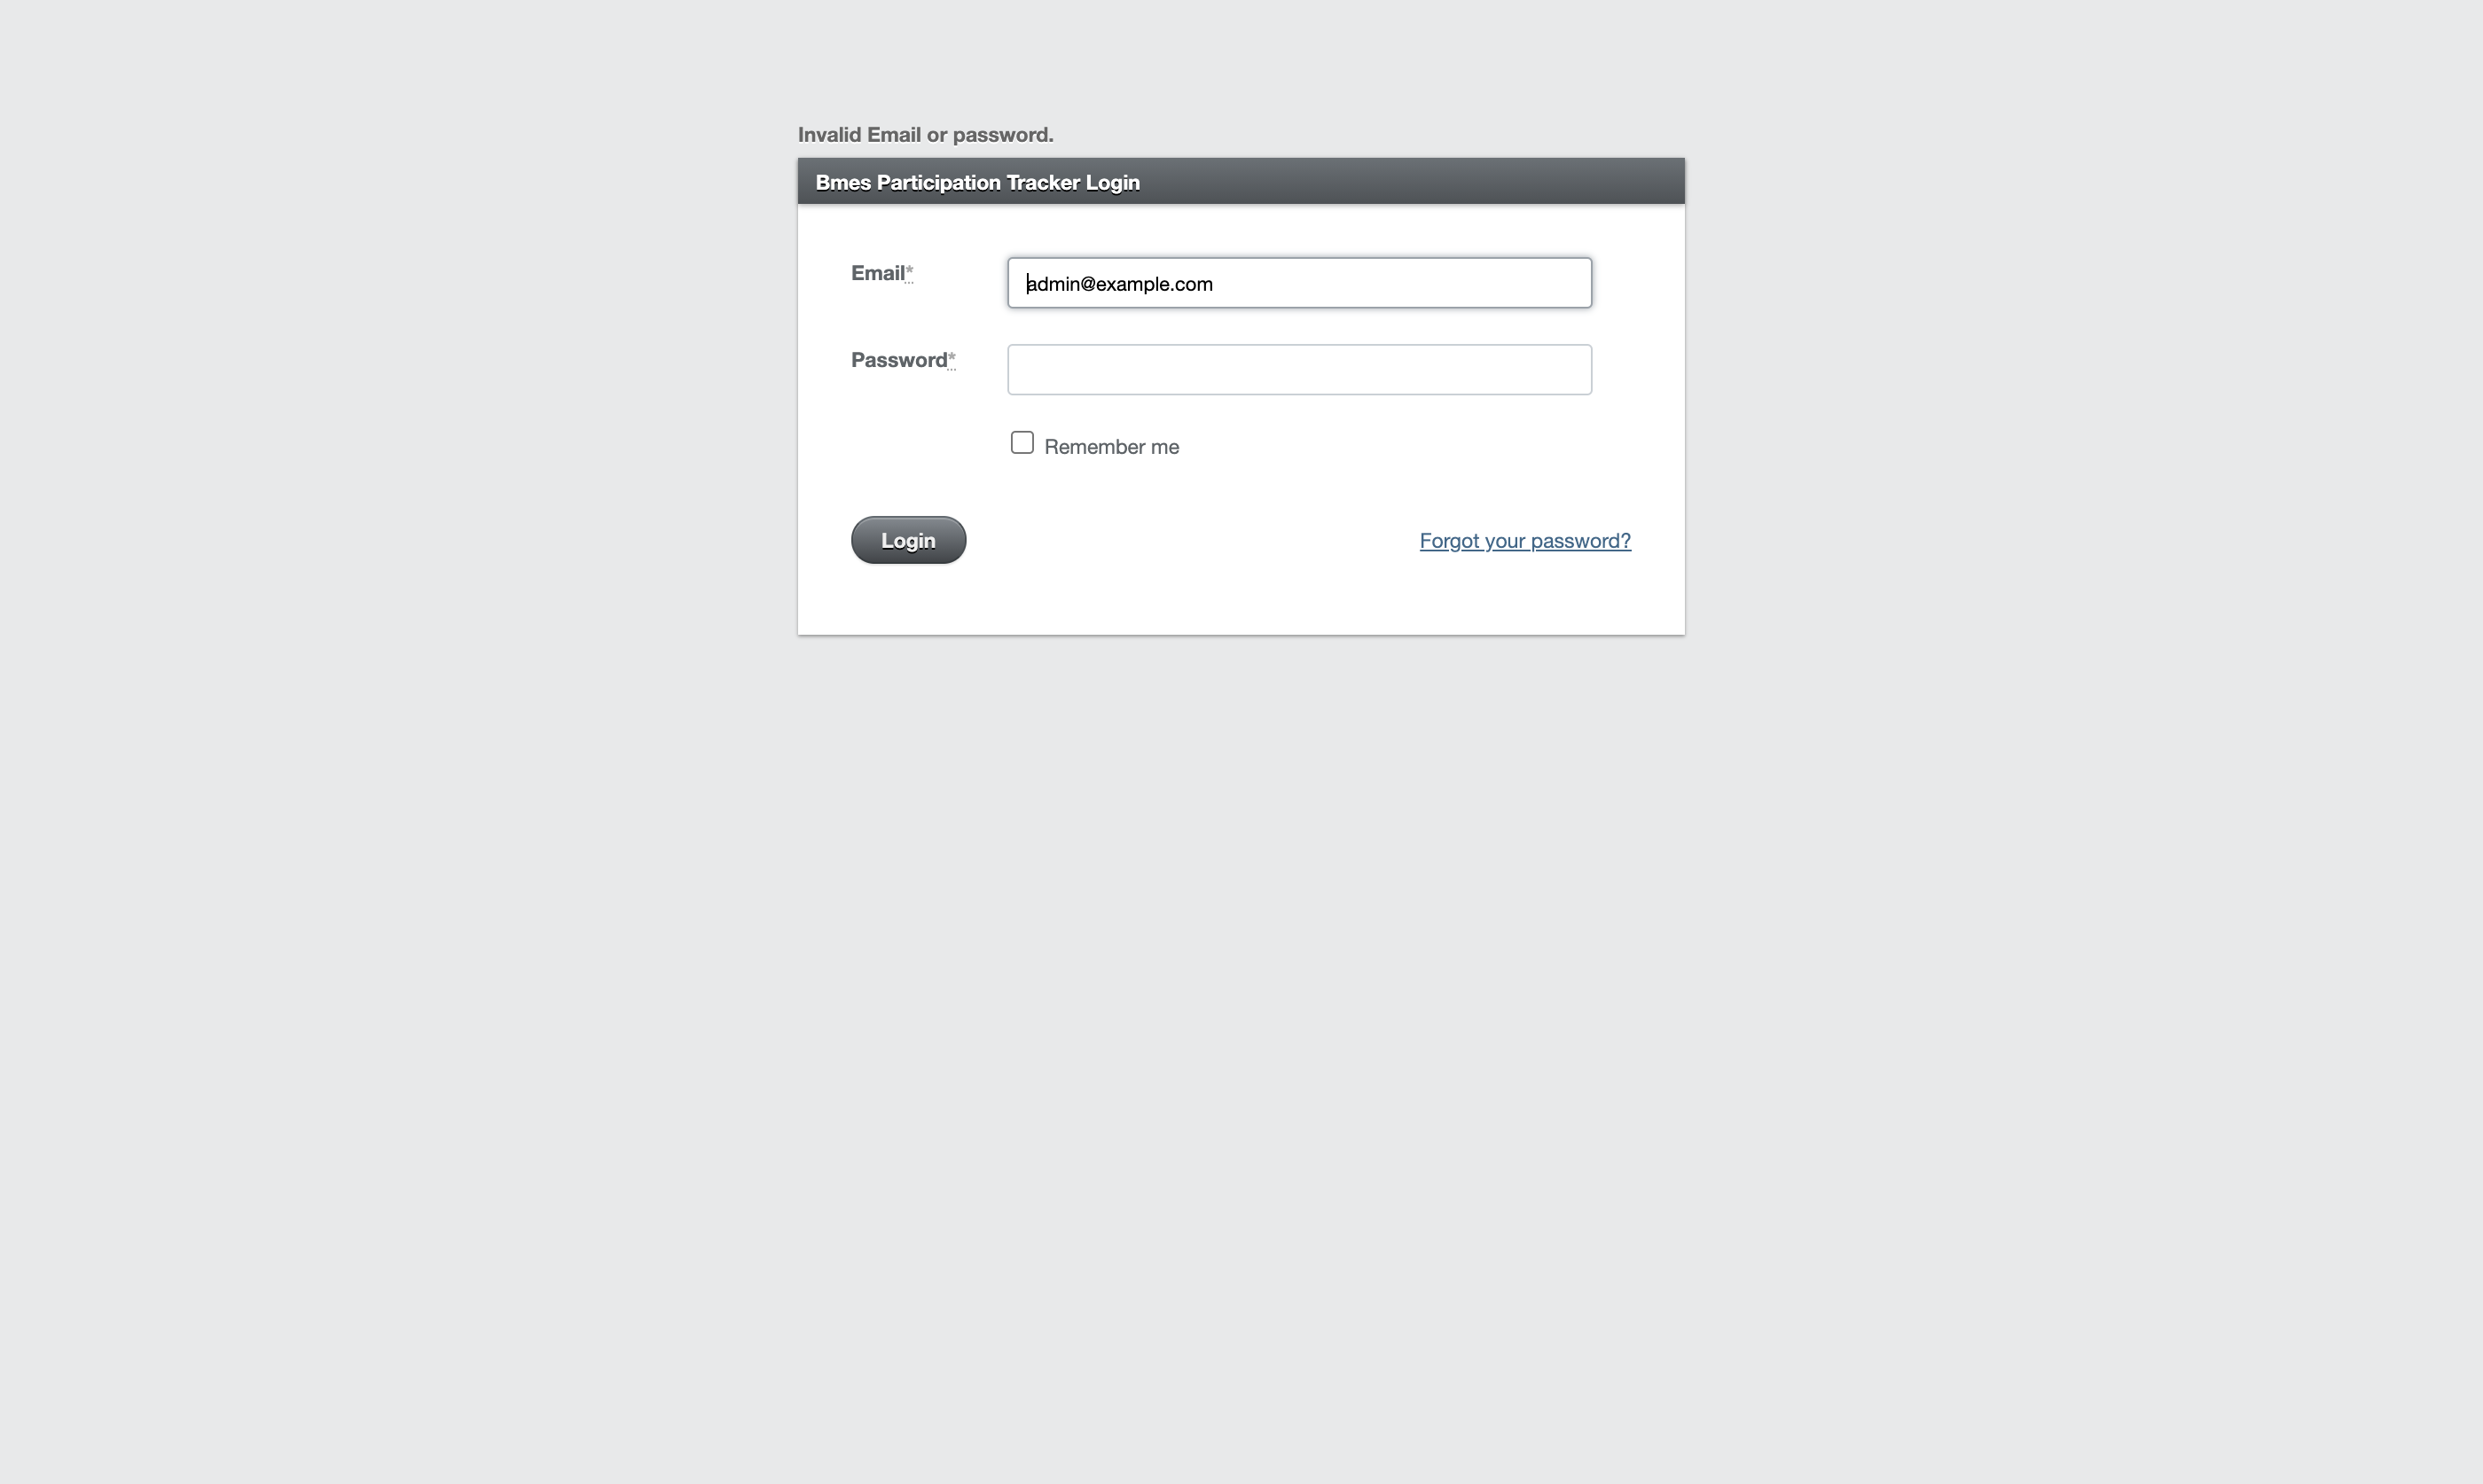 Invalid Email or password.
Bmes Participation Tracker Login
Email*
admin@example.com
Password*
Remember me
Login
Forgot your password?